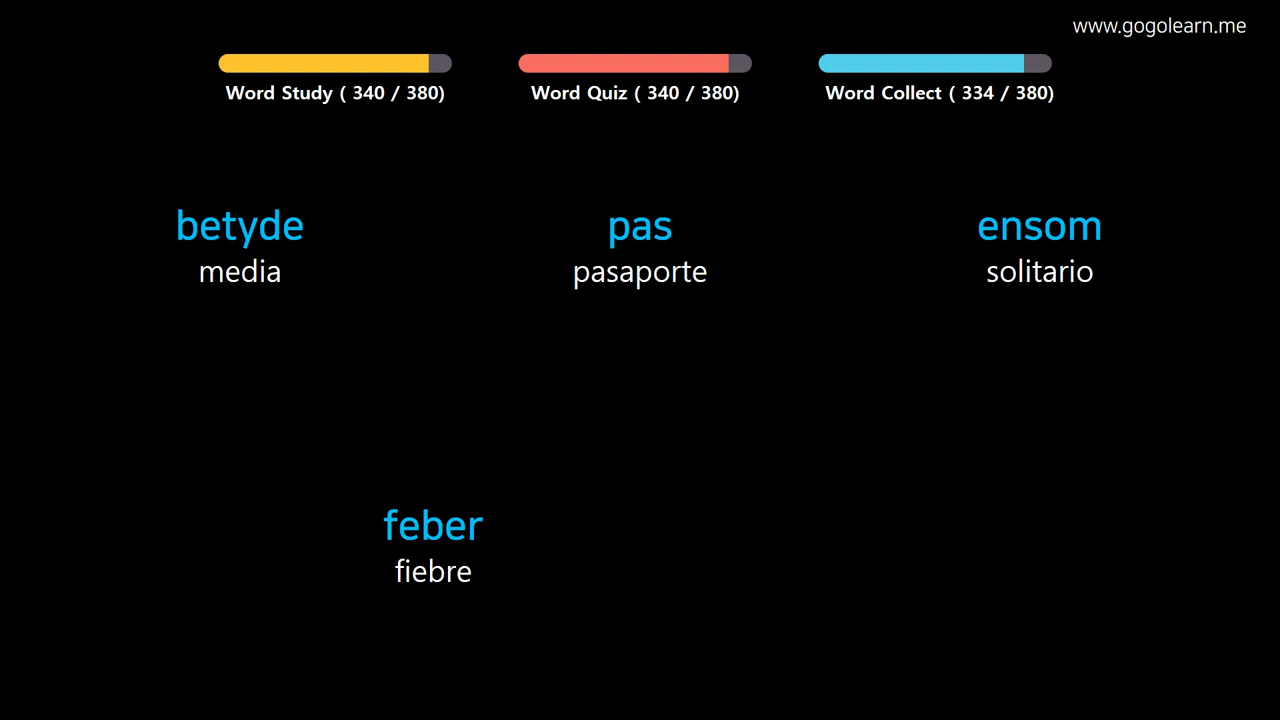 www.gogolearn.me
Word Study ( 340 / 380)
Word Quiz ( 340 / 380)
Word Collect ( 334 / 380)
betyde
media
pas
pasaporte
ensom
solitario
feber
fiebre